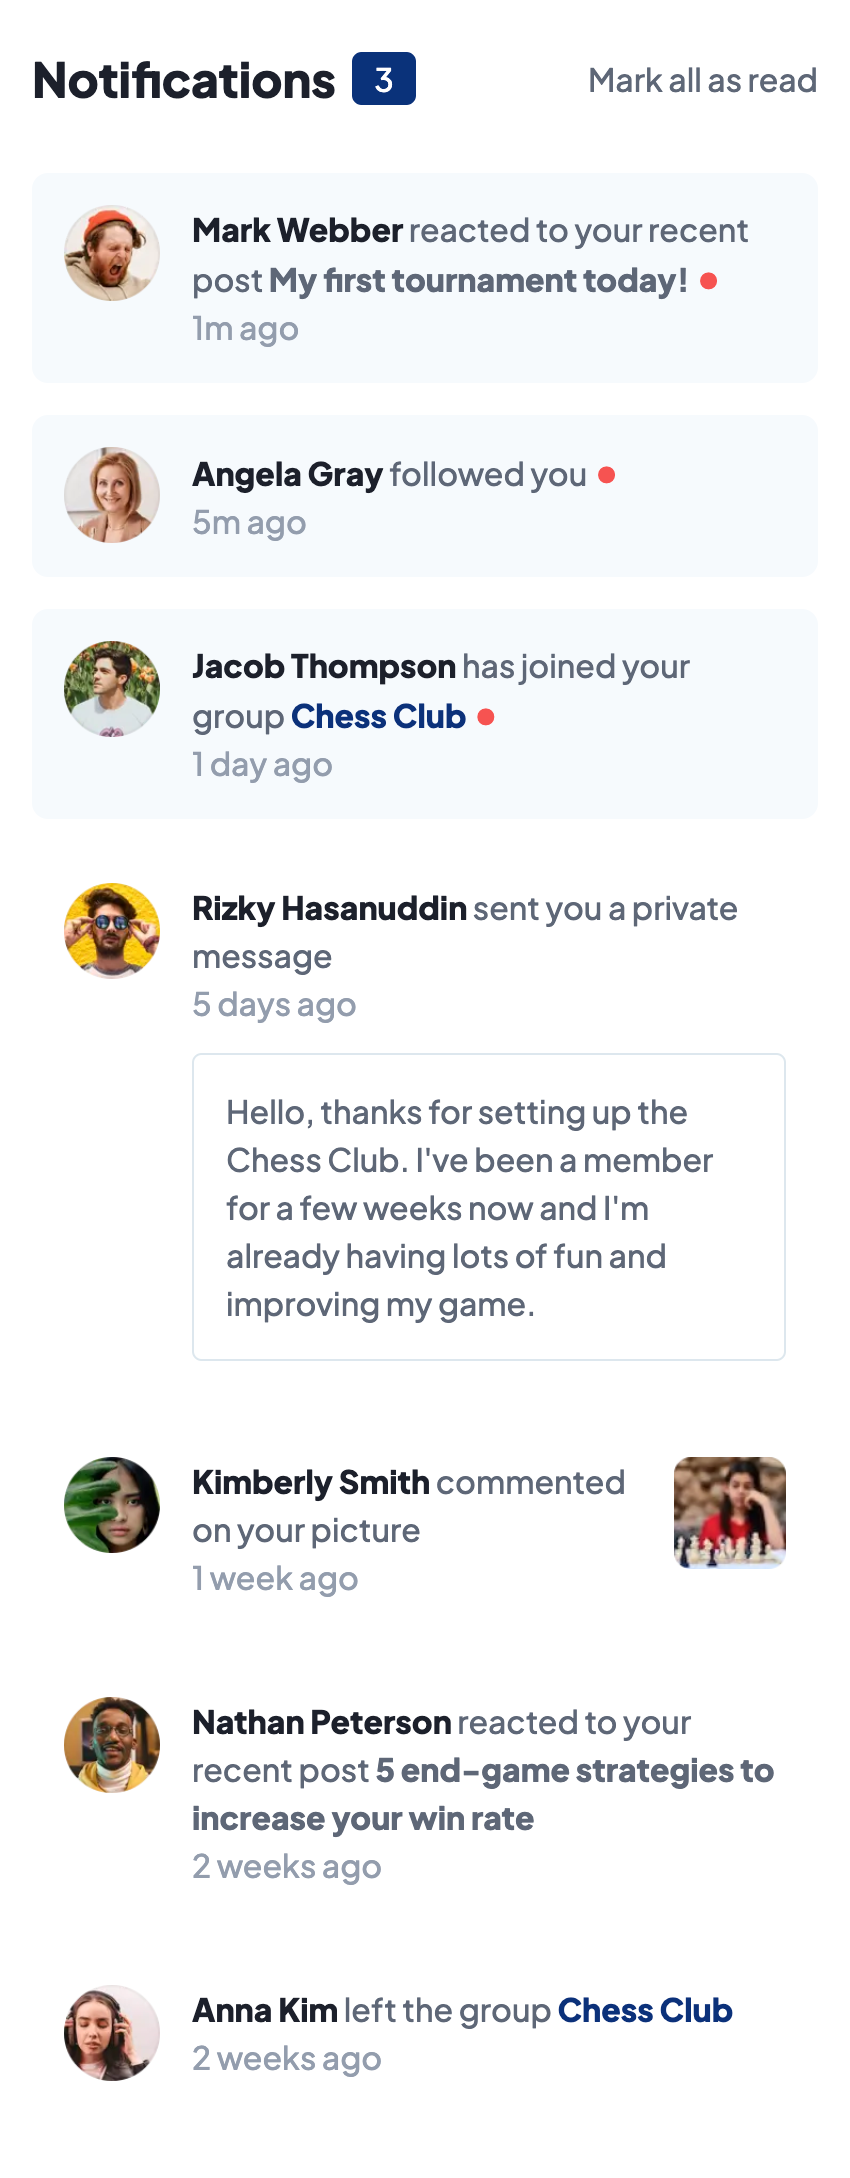 Notifications 3 Mark all as read
Mark Webber reacted to your recent
post My first tournament today!
1m ago
Angela Gray followed you
5m ago
Jacob Thompson has joined your
group Chess Club
1 day ago
Rizky Hasanuddin sent you a private
message
5 days ago
Hello, thanks for setting up the
Chess Club. I've been a member
for a few weeks now and I'm
already having lots of fun and
improving my game.
Kimberly Smith commented
on your picture
1 week ago
Nathan Peterson reacted to your
recent post 5 end-game strategies to
increase your win rate
2 weeks ago
Anna Kim left the group Chess Club
2 weeks ago